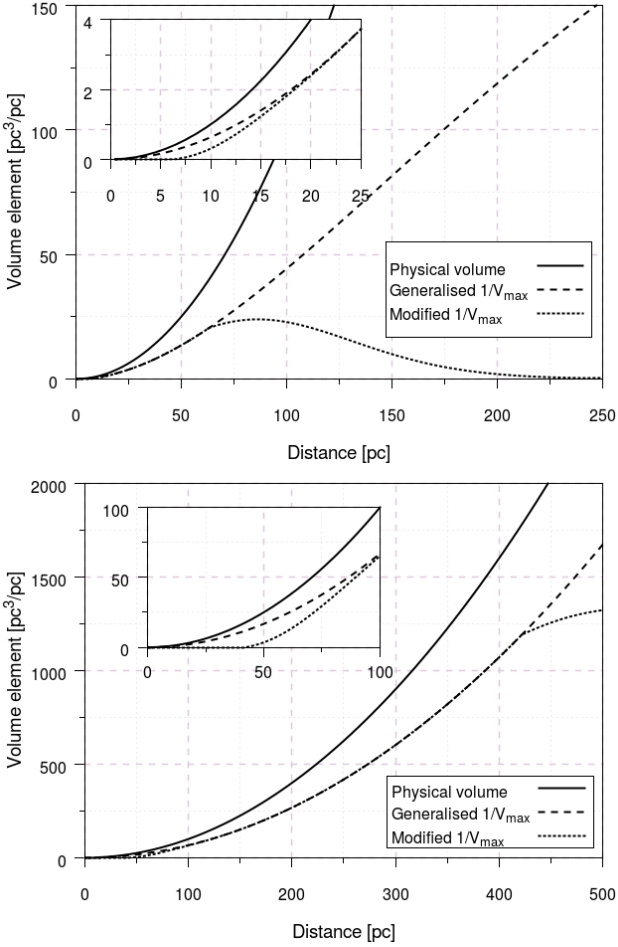 150
100
50
0
Volume element [pc³/pc]
4
2
0
0 5 10 15 20 25
Physical volume
Generalised 1/Vmax
Modified 1/Vmax
0 50 100 150 200 250
Distance [pc]
2000
1500
1000
500
0
Volume element [pc³/pc]
100
50
0
0 50 100
Physical volume
Generalised 1/Vmax
Modified 1/Vmax
0 100 200 300 400 500
Distance [pc]